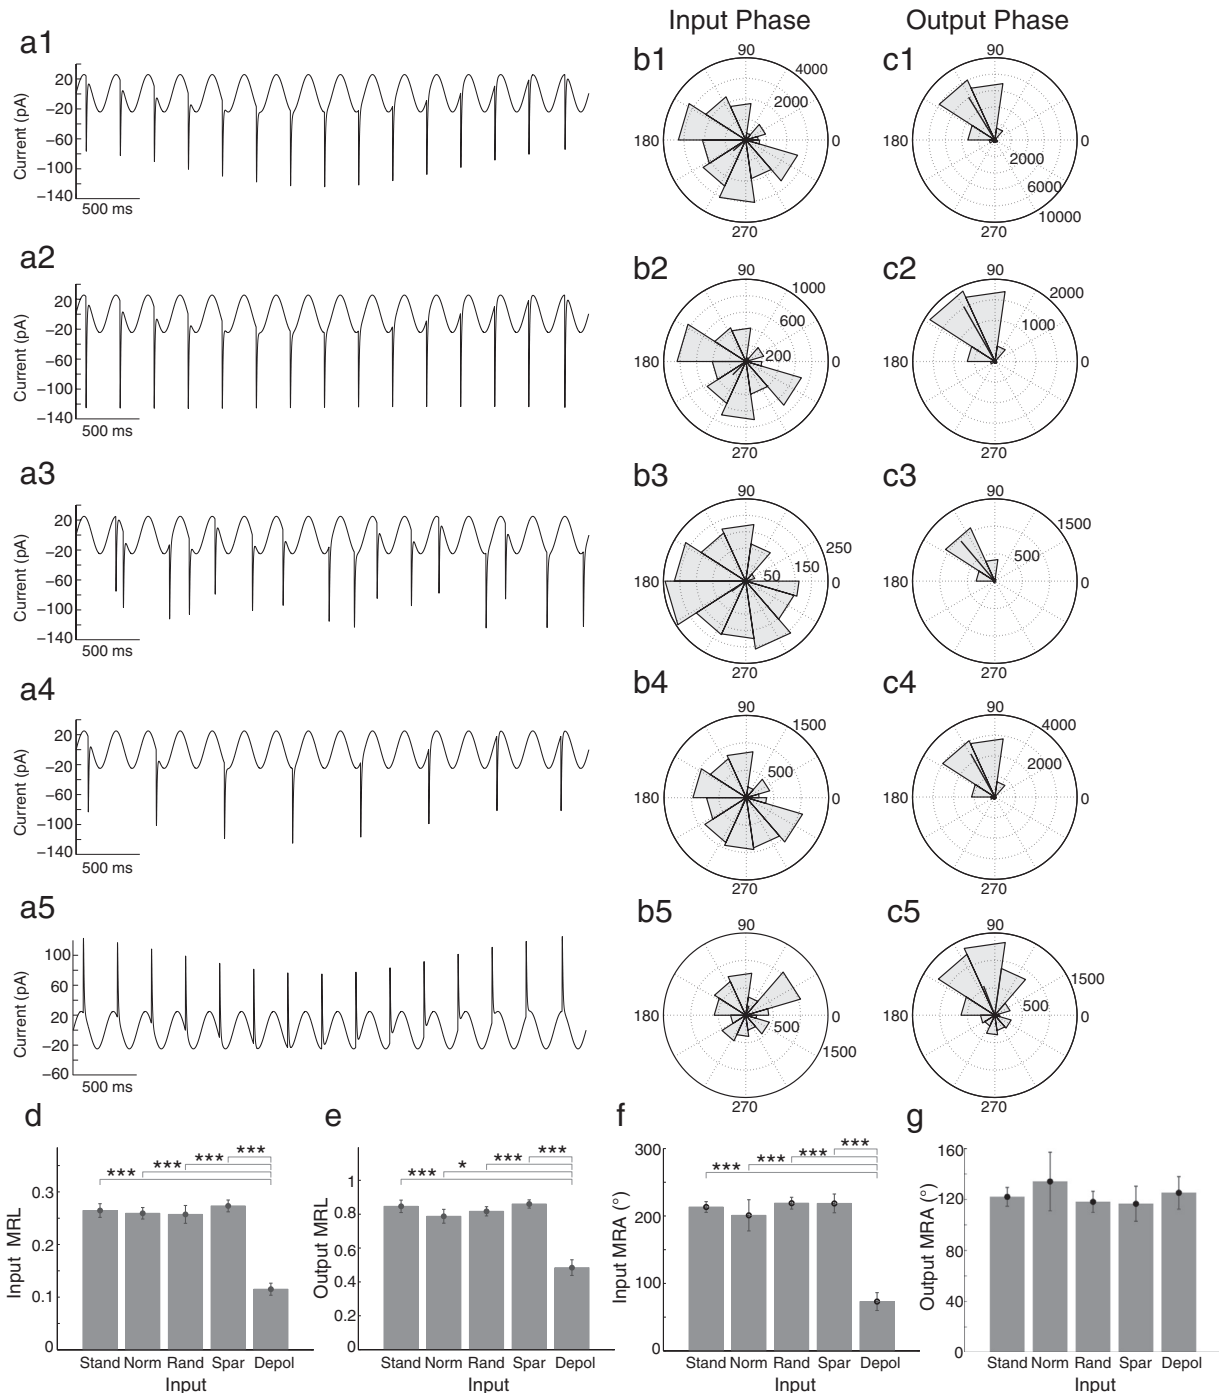 Input Phase
Output Phase
a1
20
−20
−60
−100
−140
Current (pA)
500 ms
b1
90
4000
2000
180
0
270
c1
90
180
0
2000
6000
10000
270
a2
20
−20
−60
−100
−140
Current (pA)
500 ms
b2
90
1000
600
200
180
0
270
c2
90
2000
1000
180
0
270
a3
20
−20
−60
−100
−140
Current (pA)
500 ms
b3
90
250
150
50
180
0
270
c3
90
1500
500
180
0
270
a4
20
−20
−60
−100
−140
Current (pA)
500 ms
b4
90
1500
500
180
0
270
c4
90
4000
2000
180
0
270
a5
100
60
20
−20
−60
Current (pA)
500 ms
b5
90
180
0
500
1500
270
c5
90
1500
500
180
0
270
d
***
***
***
***
0.3
0.2
0.1
0
Input MRL
Stand Norm Rand Spar Depol
Input
e
***
***
*
***
1
0.8
0.6
0.4
0.2
0
Output MRL
Stand Norm Rand Spar Depol
Input
f
***
***
***
***
300
200
100
0
Input MRA (°)
Stand Norm Rand Spar Depol
Input
g
160
120
80
40
0
Output MRA (°)
Stand Norm Rand Spar Depol
Input